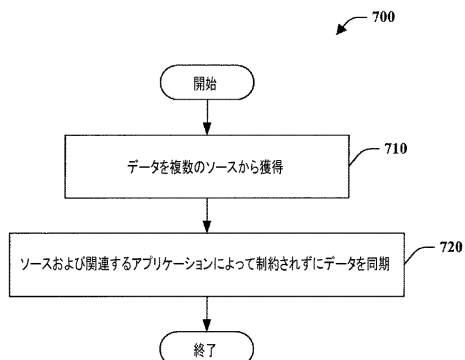 700
開始
データを複数のソースから獲得
710
ソースおよび関連するアプリケーションによって制約されずにデータを同期
720
終了